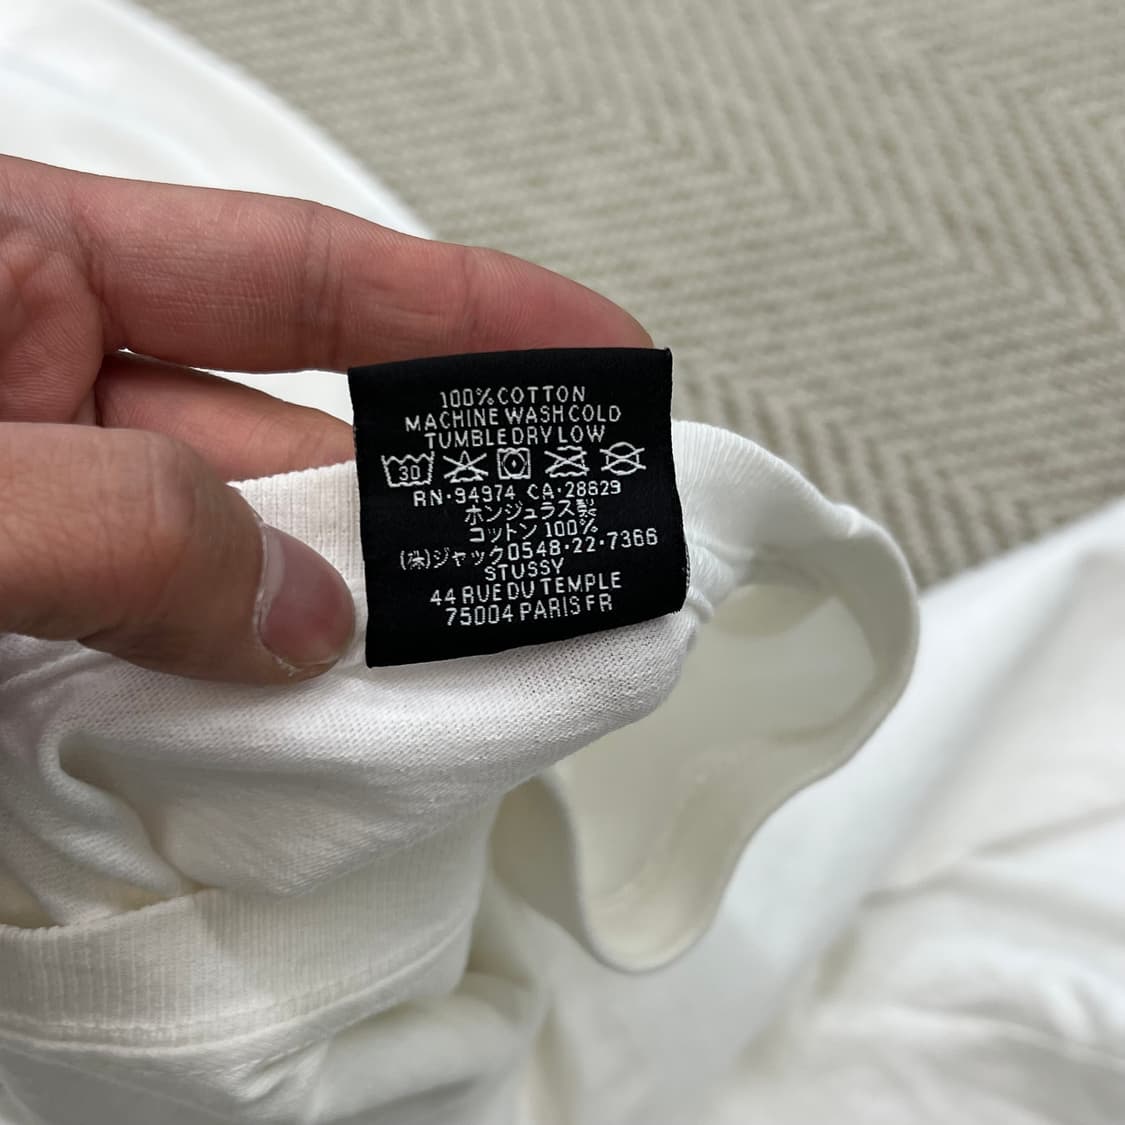 100% COTTON
MACHINE WASH COLD
TUMBLE DRY LOW
30
RN·94974 CA·28629
ホンジュラス製
コットン 100%
(株)ジャック0548·22·7366
STUSSY
44 RUE DU TEMPLE
75004 PARIS FR